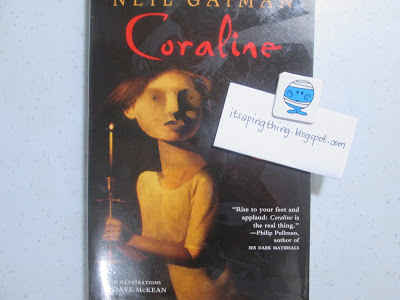 NEIL GAIMAN
Coraline
itsapingthing.blogspot.com
"Rise to your feet and
applaud: Coraline is
the real thing."
—Philip Pullman,
author of
HIS DARK MATERIALS
ILLUSTRATIONS
DAVE McKEAN